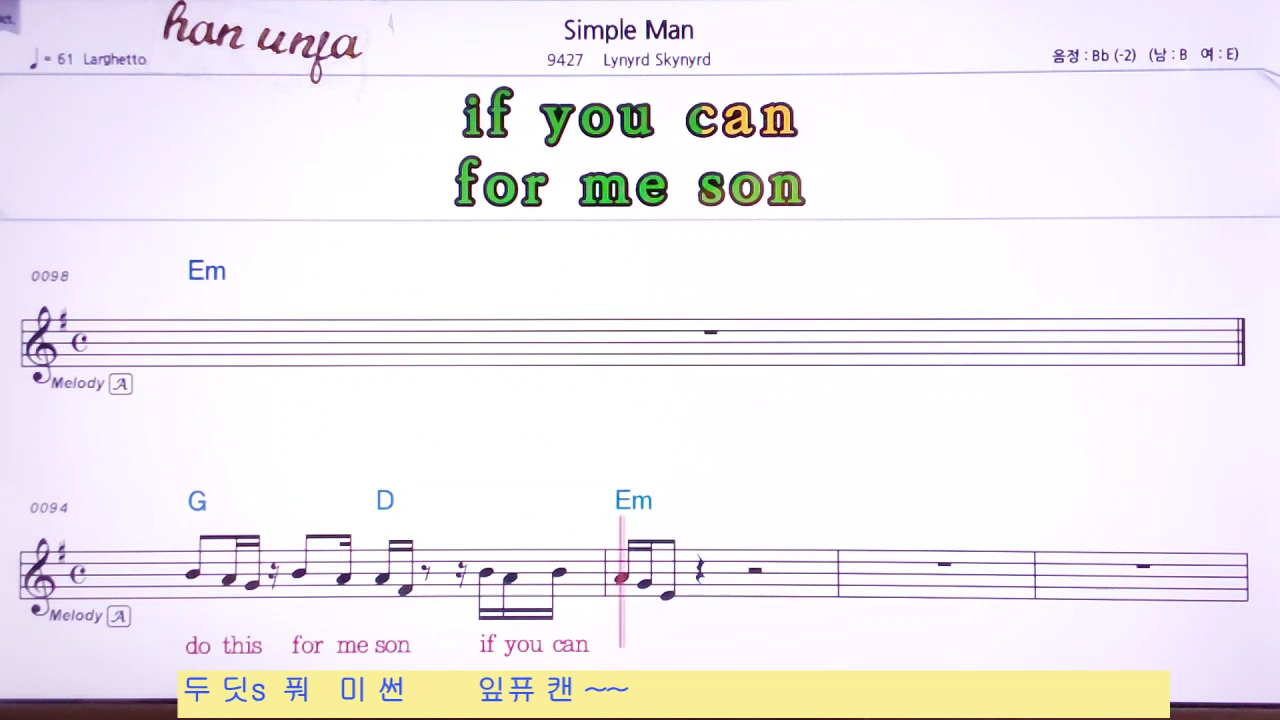 han unja
Simple Man
♩= 61 Larghetto
9427 Lynyrd Skynyrd
음정 : Bb (-2) (남 : B 여 : E)
if you can
for me son
0098
Em
Melody A
0094
G D Em
Melody A
do this for me son if you can
두 딧s 풔 미 썬 잎퓨 캔 ~~